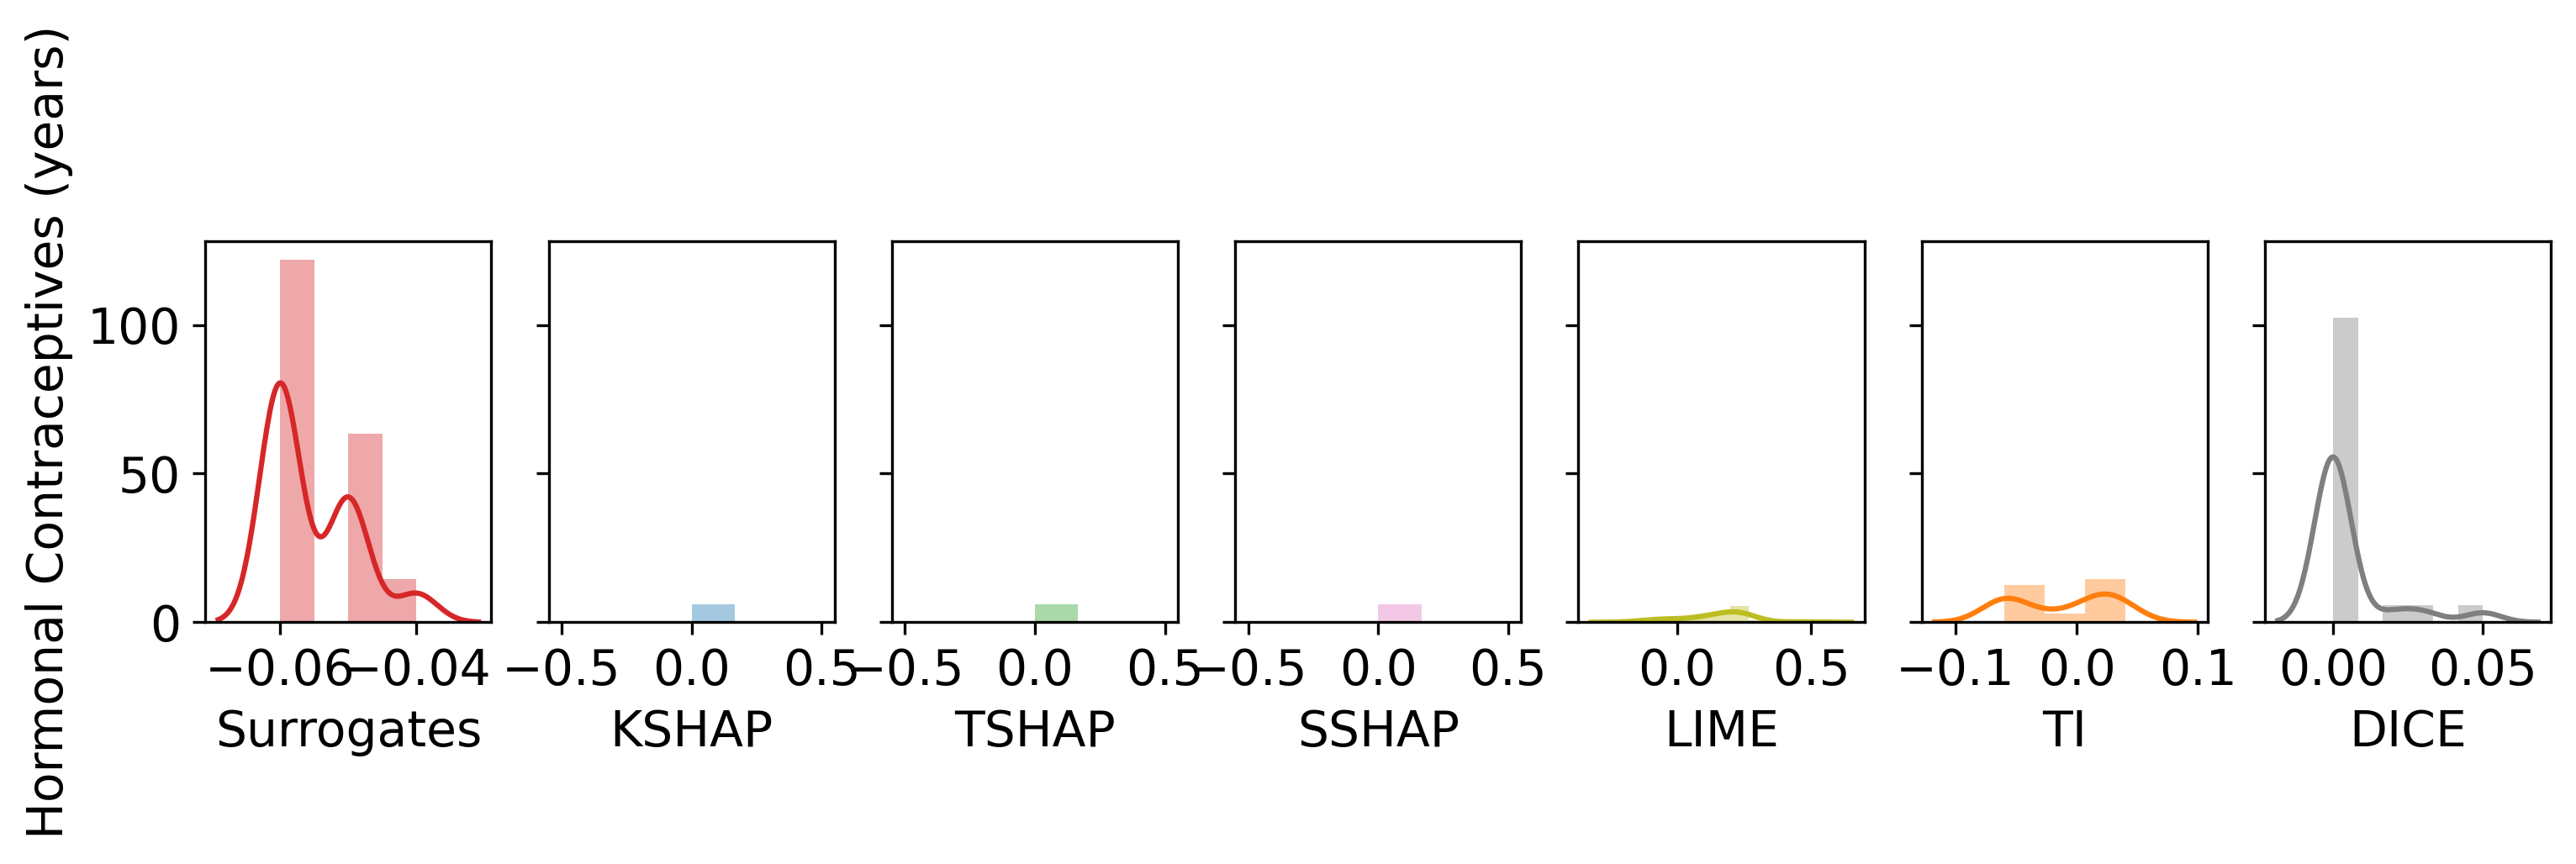 Hormonal Contraceptives (years)
100
50
0
−0.06 −0.04
Surrogates
−0.5 0.0 0.5
KSHAP
−0.5 0.0 0.5
TSHAP
−0.5 0.0 0.5
SSHAP
0.0 0.5
LIME
−0.1 0.0 0.1
TI
0.00 0.05
DICE